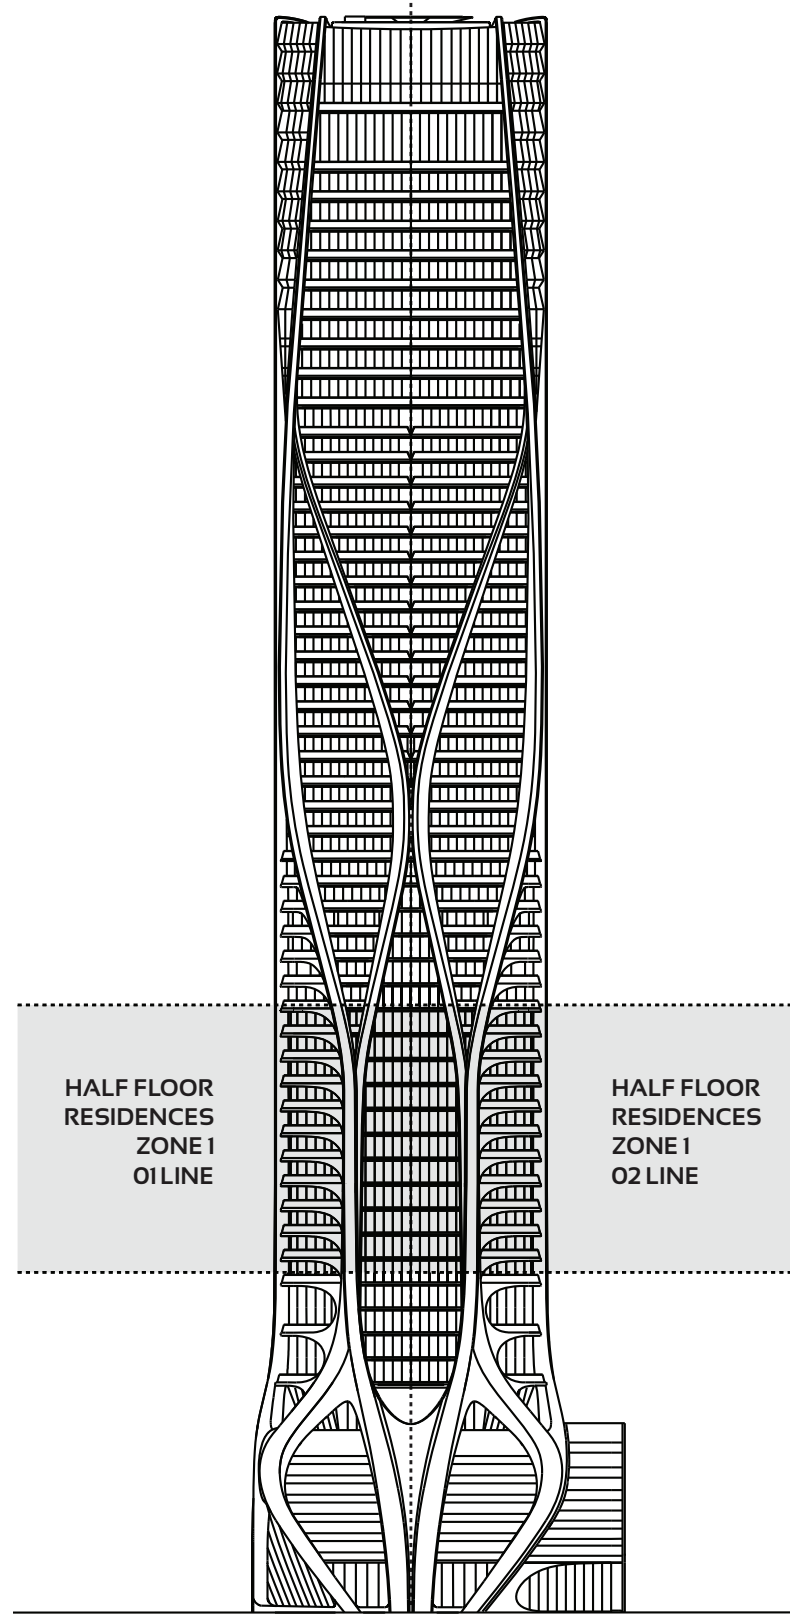 HALF FLOOR
RESIDENCES
ZONE 1
01 LINE
HALF FLOOR
RESIDENCES
ZONE 1
02 LINE